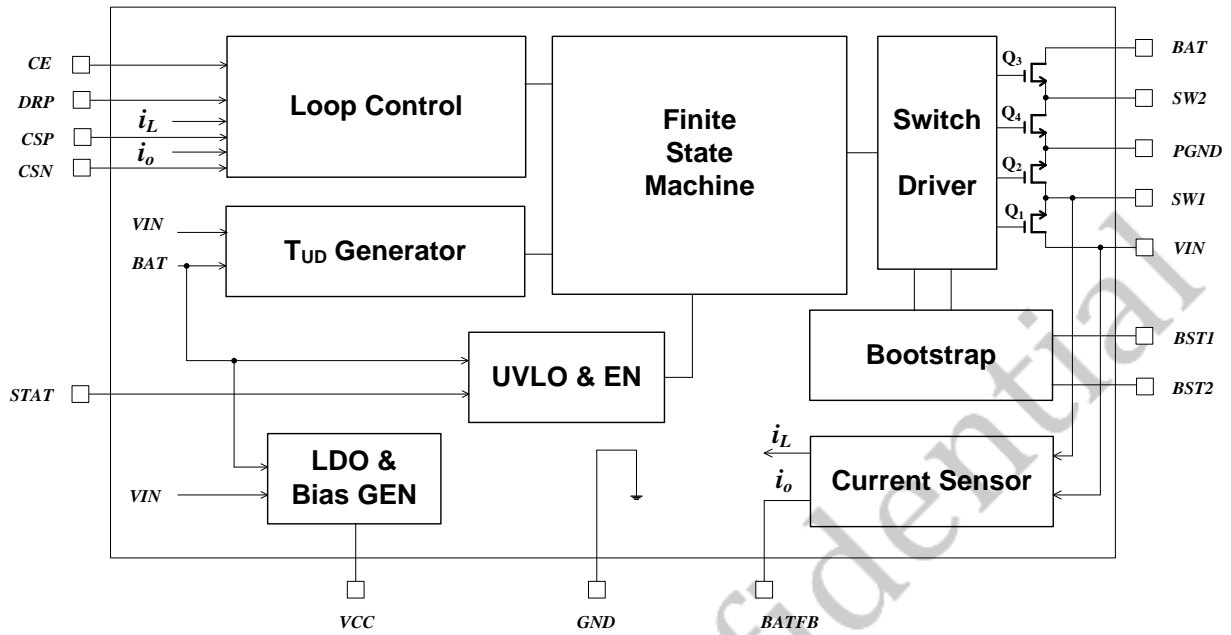 CE
DRP
CSP
CSN
iL
io
Loop Control
VIN
BAT
TUD Generator
Finite
State
Machine
Switch
Driver
Q3
Q4
Q2
Q1
BAT
SW2
PGND
SW1
VIN
Bootstrap
BST1
BST2
STAT
UVLO & EN
VIN
LDO &
Bias GEN
iL
io
Current Sensor
VCC
GND
BATFB